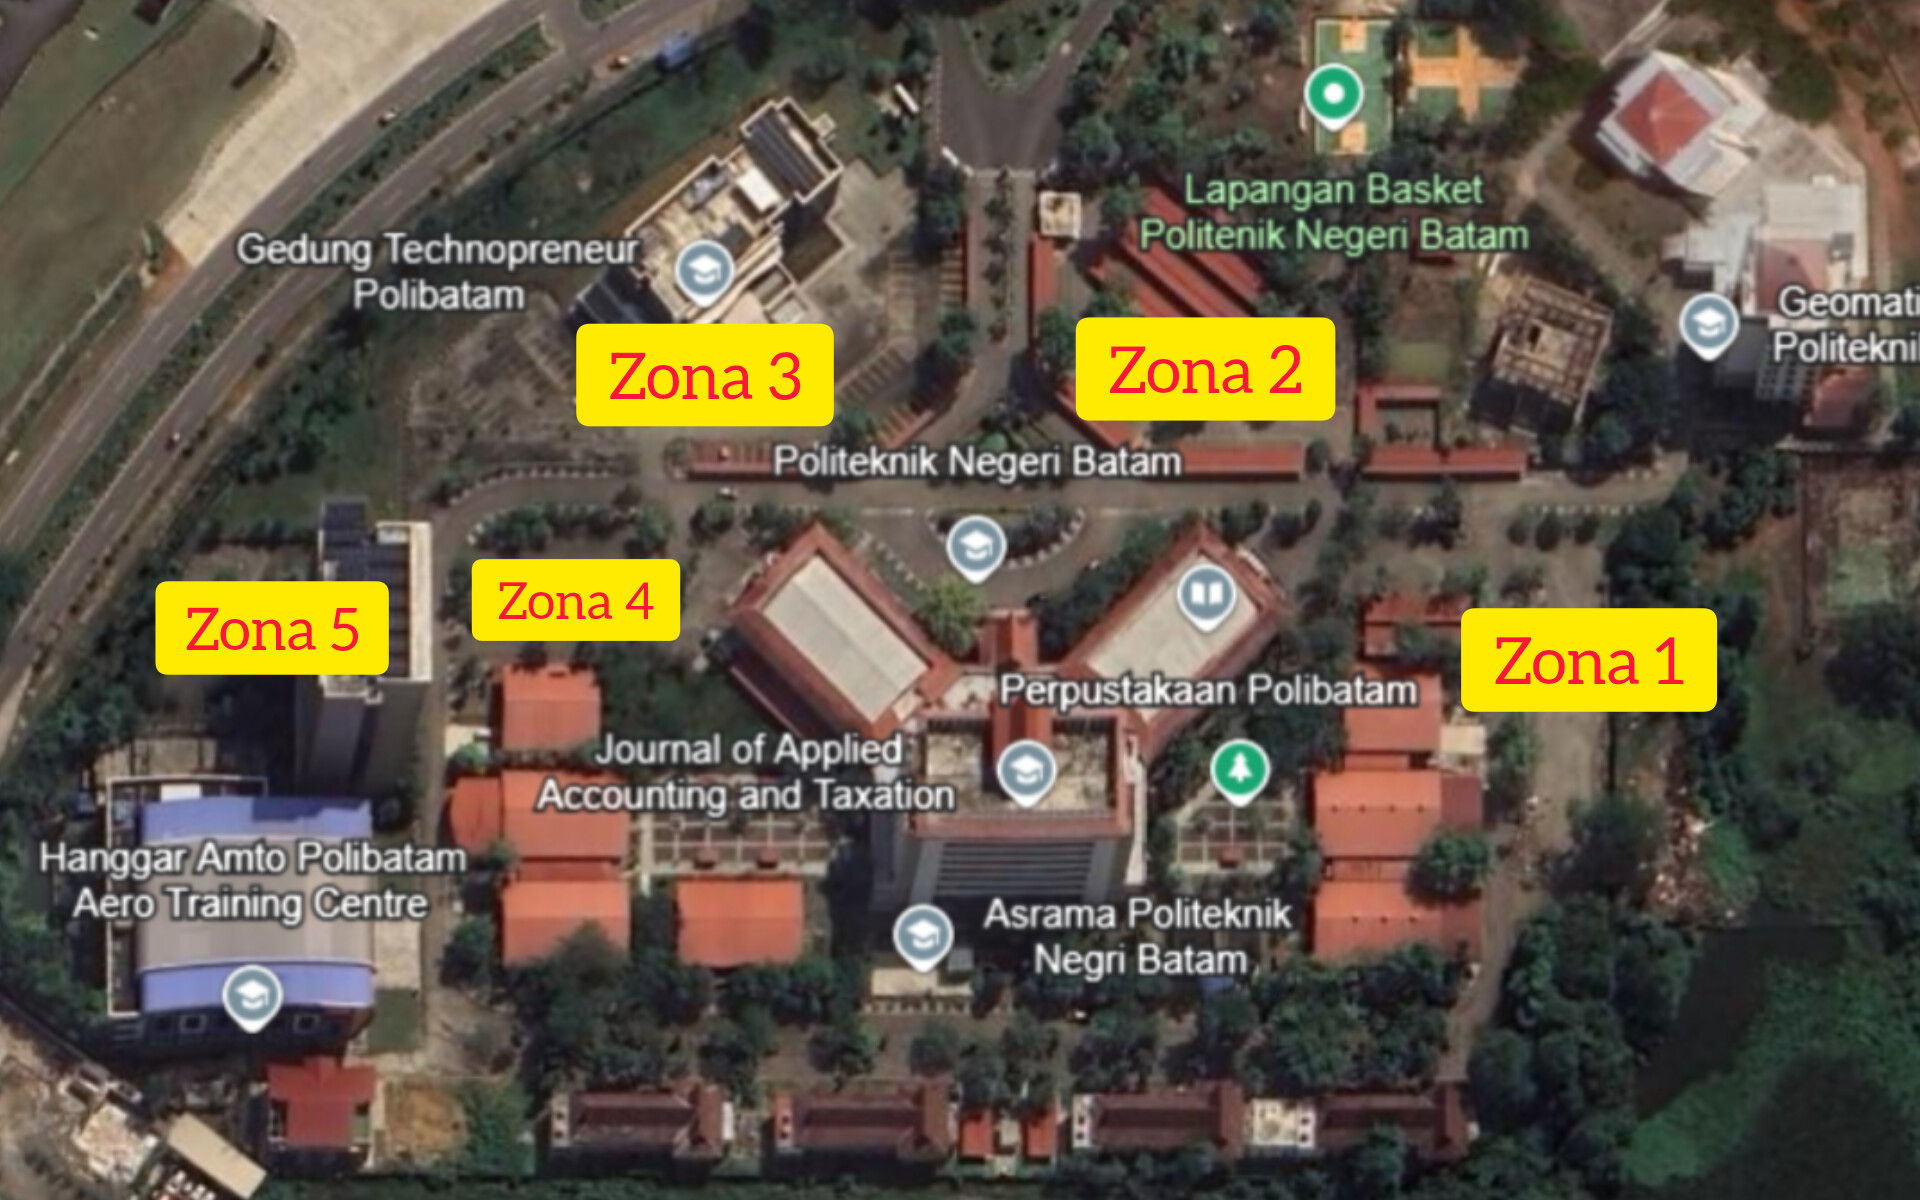 Lapangan Basket
Politenik Negeri Batam
Gedung Technopreneur
Polibatam
Geomati
Politeknil
Zona 3
Zona 2
Politeknik Negeri Batam
Zona 5
Zona 4
Zona 1
Perpustakaan Polibatam
Journal of Applied
Accounting and Taxation
Hanggar Amto Polibatam
Aero Training Centre
Asrama Politeknik
Negri Batam